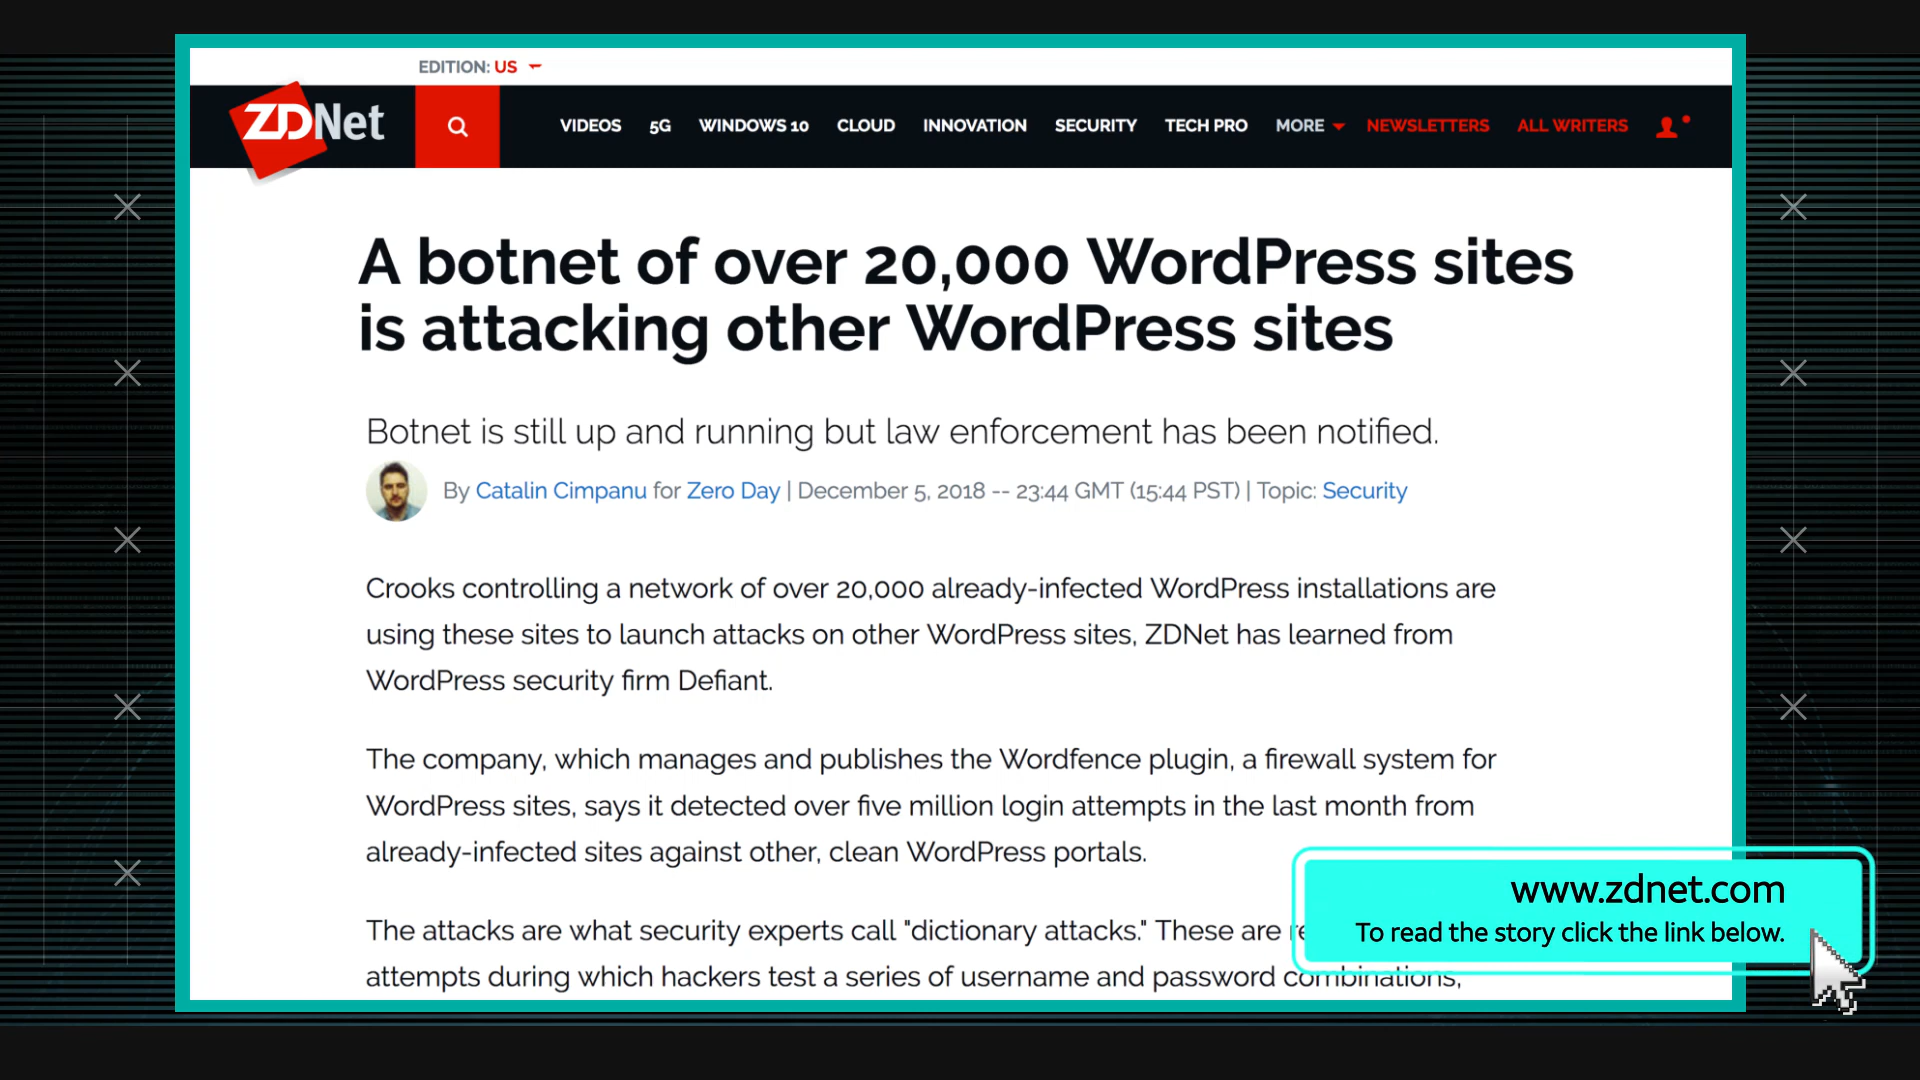 EDITION: US
ZDNet
VIDEOS 5G WINDOWS 10 CLOUD INNOVATION SECURITY TECH PRO MORE NEWSLETTERS ALL WRITERS
A botnet of over 20,000 WordPress sites
is attacking other WordPress sites
Botnet is still up and running but law enforcement has been notified.
By Catalin Cimpanu for Zero Day | December 5, 2018 -- 23:44 GMT (15:44 PST) | Topic: Security
Crooks controlling a network of over 20,000 already-infected WordPress installations are
using these sites to launch attacks on other WordPress sites, ZDNet has learned from
WordPress security firm Defiant.
The company, which manages and publishes the Wordfence plugin, a firewall system for
WordPress sites, says it detected over five million login attempts in the last month from
already-infected sites against other, clean WordPress portals.
The attacks are what security experts call "dictionary attacks." These are
attempts during which hackers test a series of username and password combinations,
www.zdnet.com
To read the story click the link below.